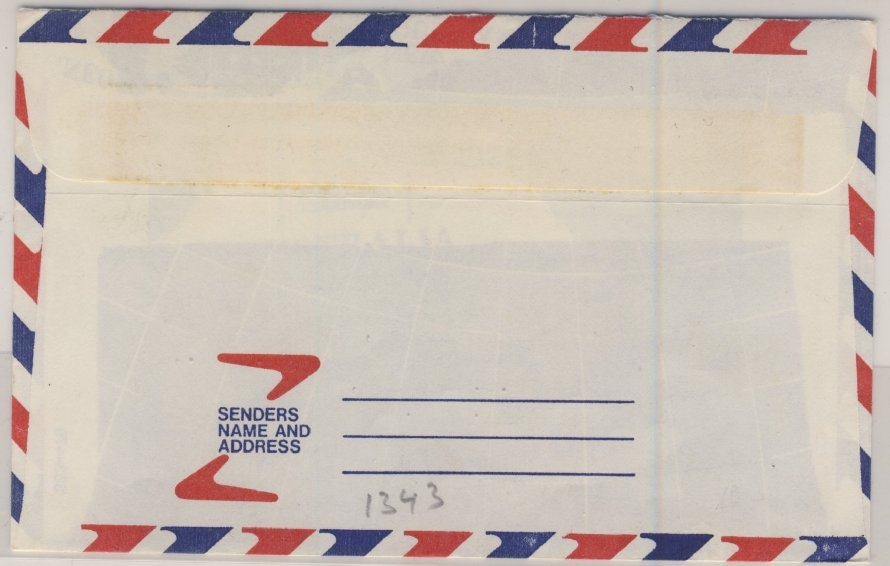 SENDERS
NAME AND
ADDRESS
1343